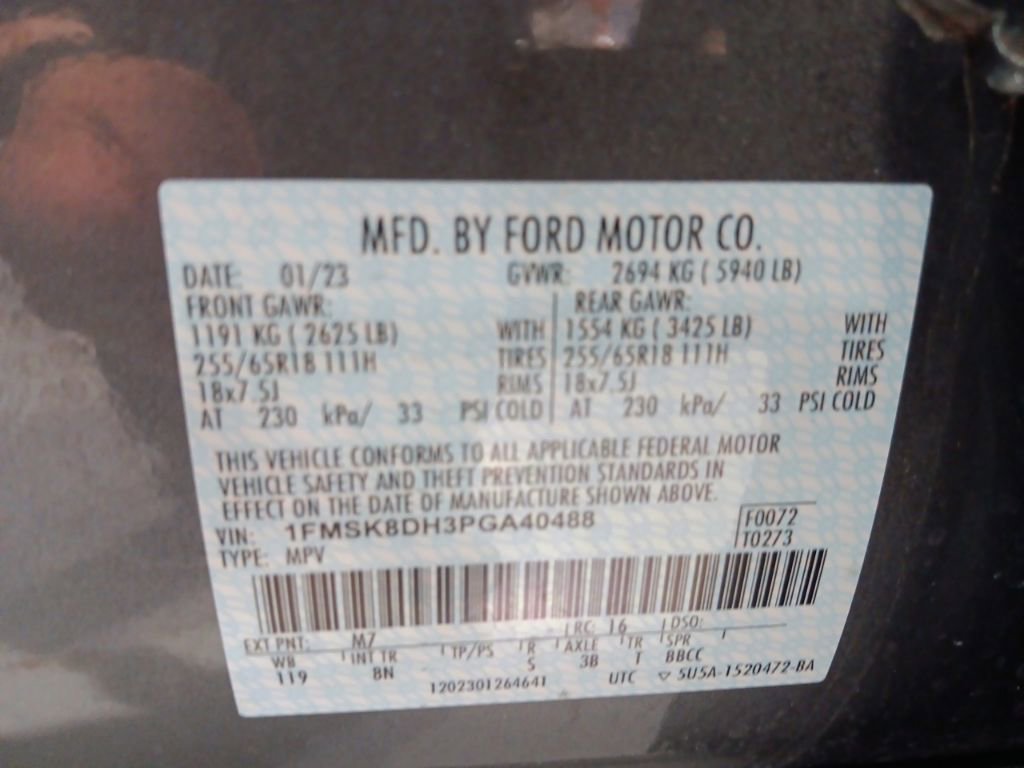 MFD. BY FORD MOTOR CO.
DATE: 01/23 GVWR: 2694 KG ( 5940 LB)
FRONT GAWR: REAR GAWR:
1191 KG ( 2625 LB) WITH 1554 KG ( 3425 LB) WITH
255/65R18 111H TIRES 255/65R18 111H TIRES
18x7.5J RIMS 18x7.5J RIMS
AT 230 kPa/ 33 PSI COLD AT 230 kPa/ 33 PSI COLD
THIS VEHICLE CONFORMS TO ALL APPLICABLE FEDERAL MOTOR
VEHICLE SAFETY AND THEFT PREVENTION STANDARDS IN
EFFECT ON THE DATE OF MANUFACTURE SHOWN ABOVE.
VIN: 1FMSK8DH3PGA40488 F0072
TYPE: MPV T0273
EXT PNT: M7 RC: 16 DSO:
WB INT TR TP/PS R AXLE TR SPR
119 8N S 3B T BBCC
1202301264641 UTC ▽ 5U5A-1520472-BA